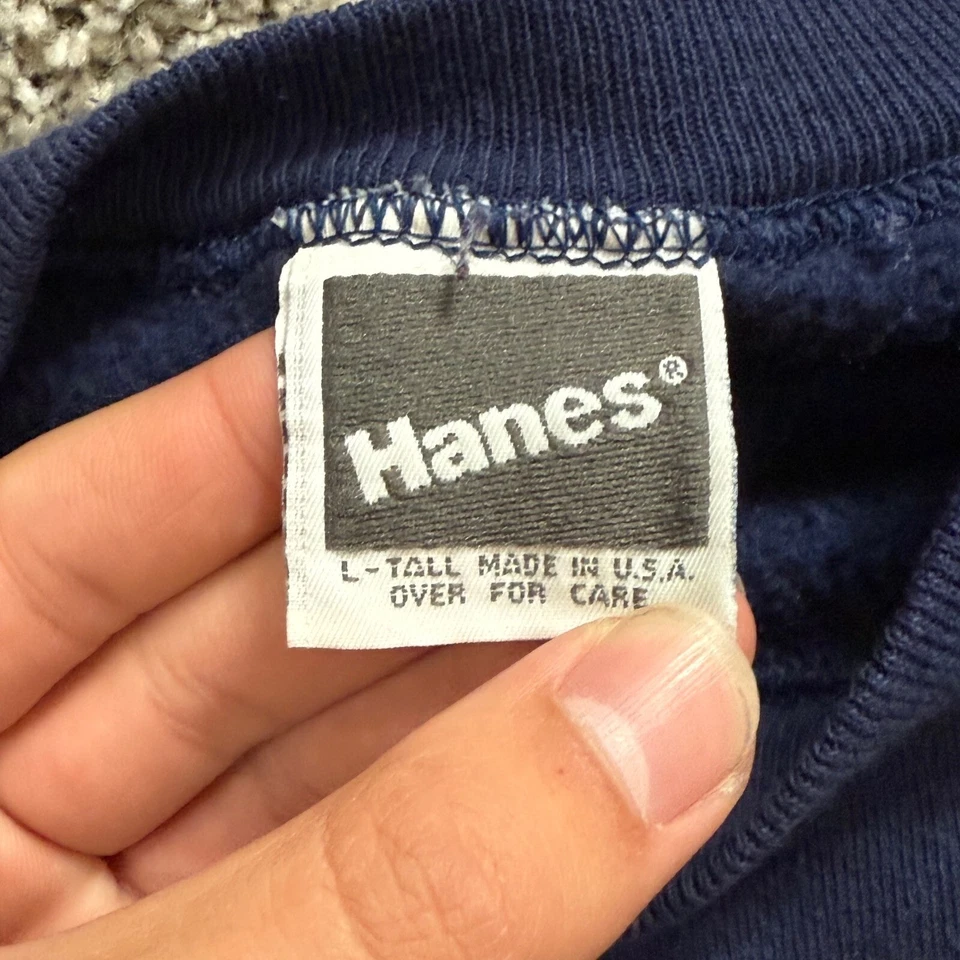 Hanes®
L-TALL MADE IN U.S.A.
OVER FOR CARE